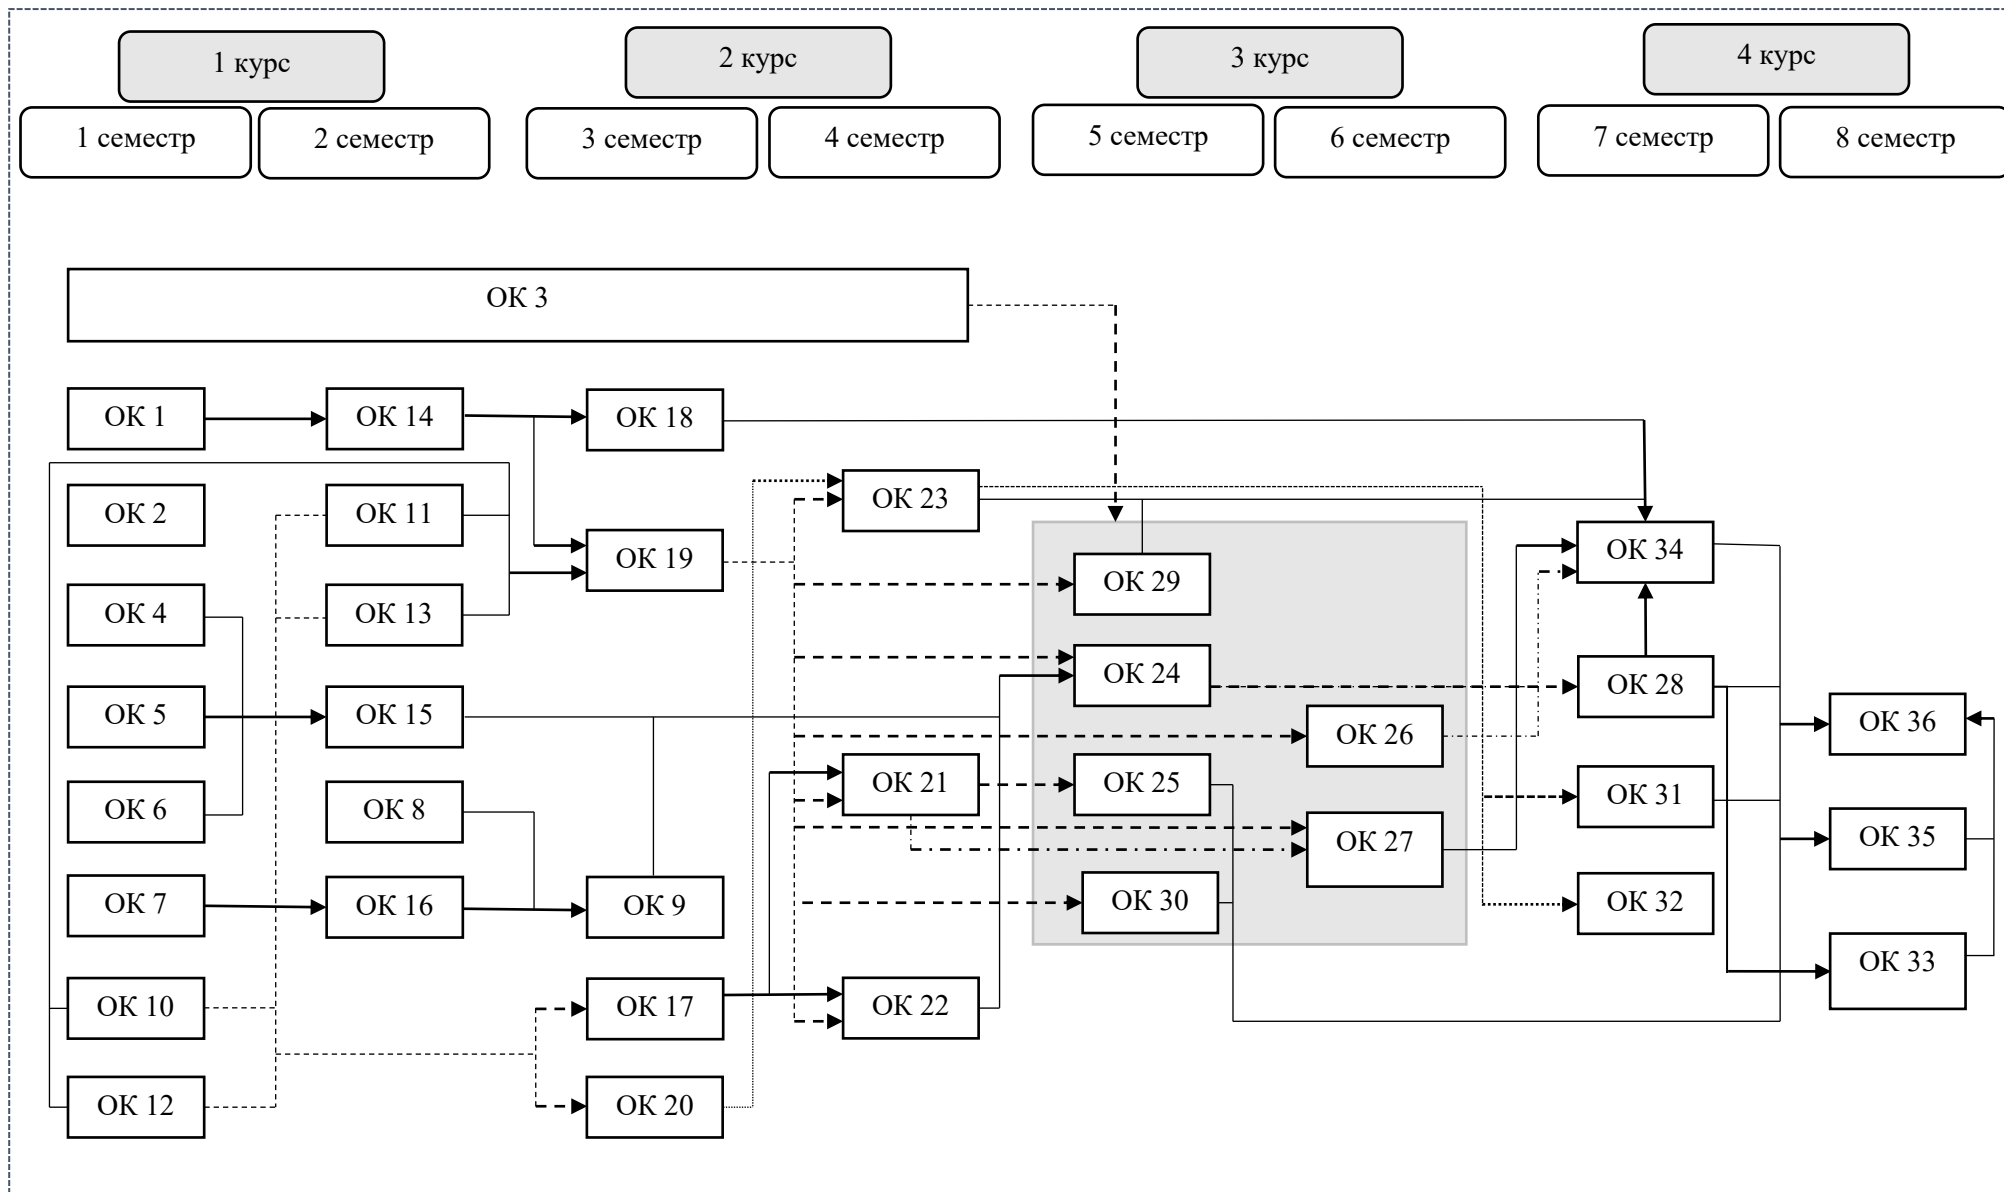 1 курс
2 курс
3 курс
4 курс
1 семестр
2 семестр
3 семестр
4 семестр
5 семестр
6 семестр
7 семестр
8 семестр
ОК 3
ОК 1
ОК 14
ОК 18
ОК 2
ОК 11
ОК 23
ОК 19
ОК 34
ОК 29
ОК 4
ОК 13
ОК 24
ОК 28
ОК 5
ОК 15
ОК 36
ОК 26
ОК 6
ОК 8
ОК 21
ОК 25
ОК 31
ОК 35
ОК 27
ОК 7
ОК 16
ОК 9
ОК 30
ОК 32
ОК 33
ОК 10
ОК 17
ОК 22
ОК 12
ОК 20